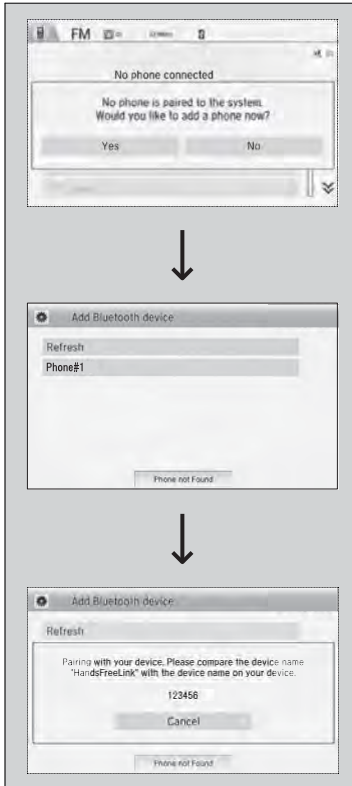 FM
No phone connected
No phone is paired to the system.
Would you like to add a phone now?
Yes No
Add Bluetooth device
Refresh
Phone#1
Phone not Found
Add Bluetooth device
Refresh
Pairing with your device. Please compare the device name
"HandsFreeLink" with the device name on your device.
123456
Cancel
Phone not Found